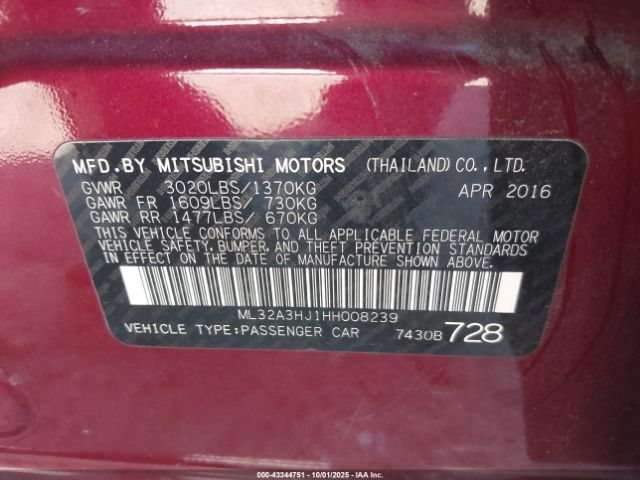 MFD.BY MITSUBISHI MOTORS (THAILAND)CO.,LTD.
GVWR 3020LBS/1370KG APR 2016
GAWR FR 1609LBS/ 730KG
GAWR RR 1477LBS/ 670KG
THIS VEHICLE CONFORMS TO ALL APPLICABLE FEDERAL MOTOR
VEHICLE SAFETY, BUMPER, AND THEFT PREVENTION STANDARDS
IN EFFECT ON THE DATE OF MANUFACTURE SHOWN ABOVE.
ML32A3HJ1HH008239
VEHICLE TYPE:PASSENGER CAR 7430B 728
000-43344751 - 10/01/2025 - IAAI.COM